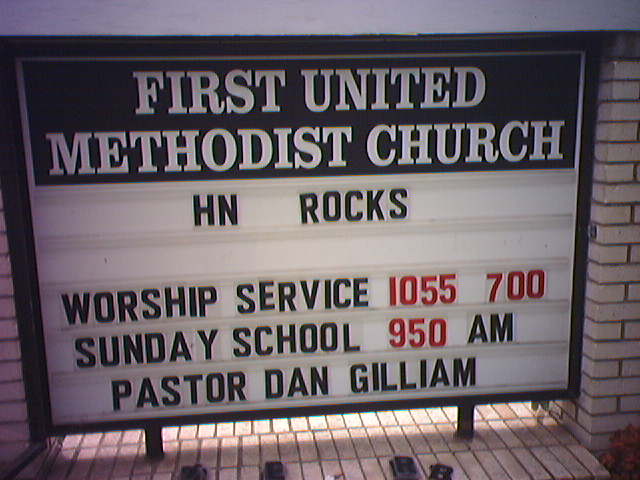 FIRST UNITED
METHODIST CHURCH
HN ROCKS
WORSHIP SERVICE 1055 700
SUNDAY SCHOOL 950 AM
PASTOR DAN GILLIAM